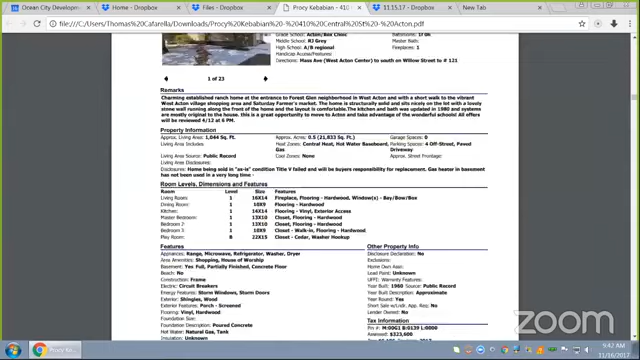 Ocean City Develop
Home - Dropbox
Files - Dropbox
Procy Kebabian - 410
11.15.17 - Dropbox
New Tab
file:///C:/Users/Thomas Catarella/Downloads/Procy%20Kebabian%20-%20410%20Central%20St%20-%20Acton.pdf
Grade School: Acton/Box Choic
Middle School: RJ Grey
High School: A/B regional
Handicap Access/Features:
Directions: Mass Ave (West Acton Center) to south on Willow Street to # 121
Master Bath:
Fireplaces: 1
1 of 23
Remarks
Charming established ranch home at the entrance to Forest Glen neighborhood in West Acton and with a short walk to the vibrant
West Acton village shopping area and Saturday Farmer's market. The home is structurally solid and sits nicely on the lot with a lovely
stone wall running along the front of the home and the layout is comfortable.The kitchen and bath was updated in 1980 and systems
are mostly original to the house. this is a great opportunity to move to Acton and take advantage of the wonderful schools! All offers
will be reviewed 4/12 at 6 PM.
Property Information
Approx. Living Area: 1,044 Sq. Ft.
Approx. Acres: 0.5 (21,833 Sq. Ft.)
Garage Spaces: 0
Living Area Includes:
Heat Zones: Central Heat, Hot Water Baseboard, Gas
Parking Spaces: 4 Off-Street, Paved Driveway
Living Area Source: Public Record
Cool Zones: None
Approx. Street Frontage:
Living Area Disclosures:
Disclosures: Home being sold in "as-is" condition Title V failed and will be buyers responsibility for replacement. Gas heater in basement
has not been used in a very long time -
Room Levels, Dimensions and Features
Room Level Size Features
Living Room: 1 16X14 Fireplace, Flooring - Hardwood, Window(s) - Bay/Bow/Box
Dining Room: 1 10X9 Flooring - Hardwood
Kitchen: 1 14X14 Flooring - Vinyl, Exterior Access
Master Bedroom: 1 13X10 Closet, Flooring - Hardwood
Bedroom 2: 1 13X10 Closet, Flooring - Hardwood
Bedroom 3: 1 10X9 Closet - Walk-in, Flooring - Hardwood
Play Room: B 22X15 Closet - Cedar, Washer Hookup
Features
Appliances: Range, Microwave, Refrigerator, Washer, Dryer
Area Amenities: Shopping, House of Worship
Basement: Yes Full, Partially Finished, Concrete Floor
Beach: No
Construction: Frame
Electric: Circuit Breakers
Energy Features: Storm Windows, Storm Doors
Exterior: Shingles, Wood
Exterior Features: Porch - Screened
Flooring: Vinyl, Hardwood
Foundation Size:
Foundation Description: Poured Concrete
Hot Water: Natural Gas, Tank
Insulation: Unknown
Other Property Info
Disclosure Declaration: No
Exclusions:
Home Own Assn:
Lead Paint: Unknown
UFFI: Warranty Features:
Year Built: 1960 Source: Public Record
Year Built Description: Approximate
Year Round: Yes
Short Sale w/Lndr. App. Req: No
Lender Owned: No
Tax Information
Pin #: M:00G1 B:0139 L:0000
Assessed: $323,600
zoom
Procy Ke
9:42 AM
11/16/2017